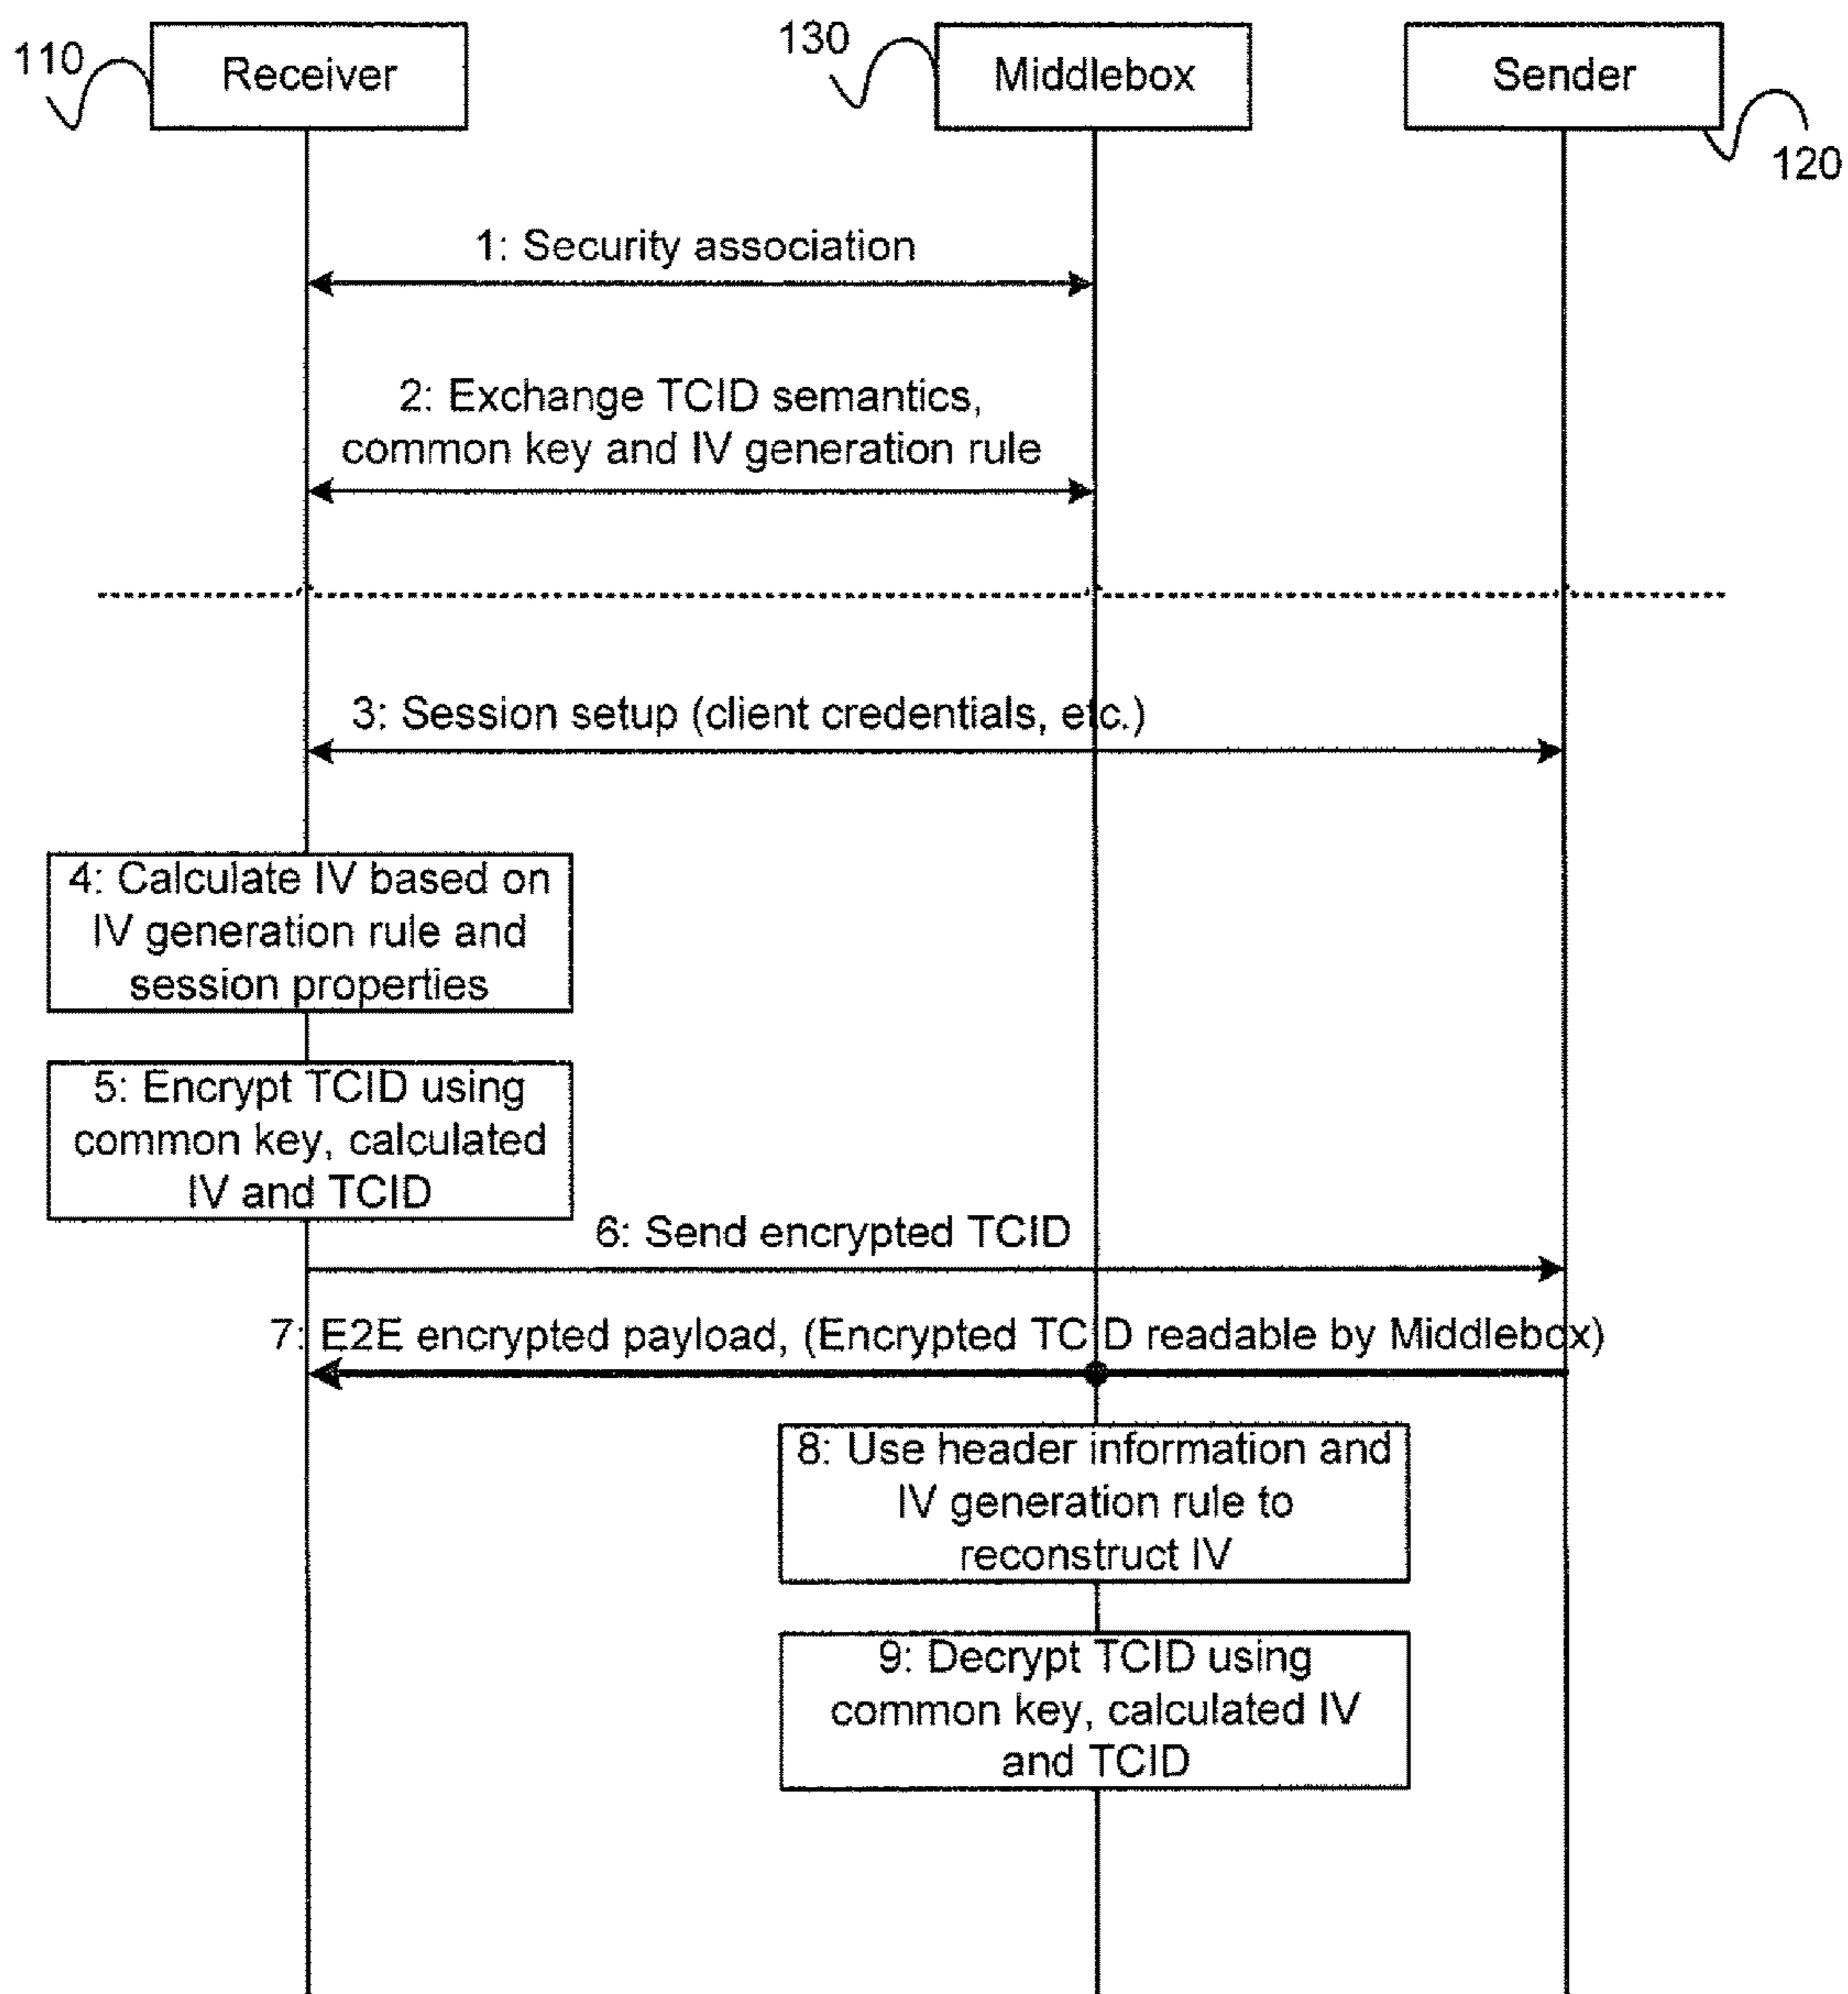 110
Receiver
130
Middlebox
Sender
120
1: Security association
2: Exchange TCID semantics,
common key and IV generation rule
3: Session setup (client credentials, etc.)
4: Calculate IV based on
IV generation rule and
session properties
5: Encrypt TCID using
common key, calculated
IV and TCID
6: Send encrypted TCID
7: E2E encrypted payload, (Encrypted TCID readable by Middlebox)
8: Use header information and
IV generation rule to
reconstruct IV
9: Decrypt TCID using
common key, calculated IV
and TCID